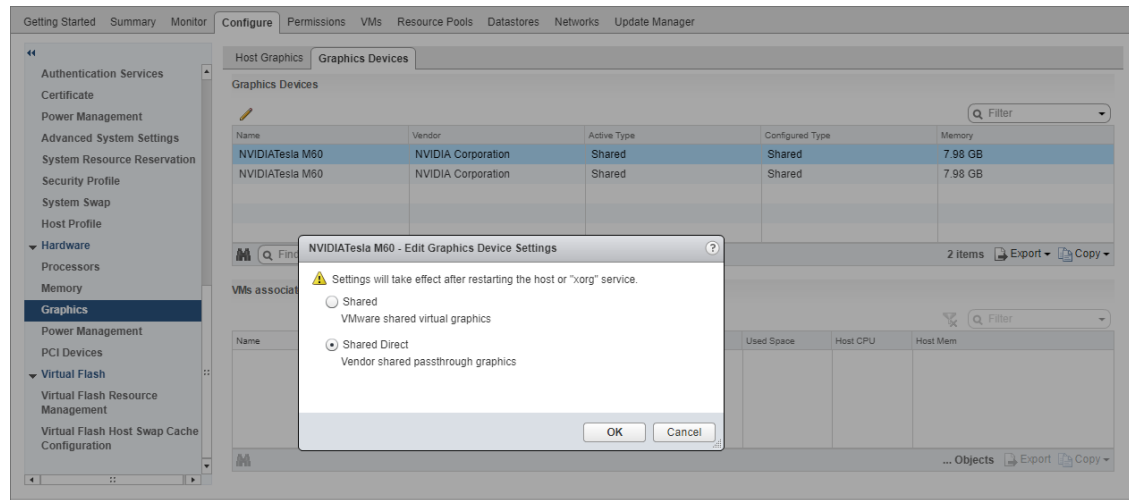 Getting Started Summary Monitor Configure Permissions VMs Resource Pools Datastores Networks Update Manager
Authentication Services
Certificate
Power Management
Advanced System Settings
System Resource Reservation
Security Profile
System Swap
Host Profile
Hardware
Processors
Memory
Graphics
Power Management
PCI Devices
Virtual Flash
Virtual Flash Resource
Management
Virtual Flash Host Swap Cache
Configuration
Host Graphics Graphics Devices
Graphics Devices
Filter
Name Vendor Active Type Configured Type Memory
NVIDIATesla M60 NVIDIA Corporation Shared Shared 7.98 GB
NVIDIATesla M60 NVIDIA Corporation Shared Shared 7.98 GB
2 items Export Copy
VMs
Filter
Name Used Space Host CPU Host Mem
... Objects Export Copy
NVIDIATesla M60 - Edit Graphics Device Settings ?
Settings will take effect after restarting the host or "xorg" service.
Shared
VMware shared virtual graphics
Shared Direct
Vendor shared passthrough graphics
OK Cancel